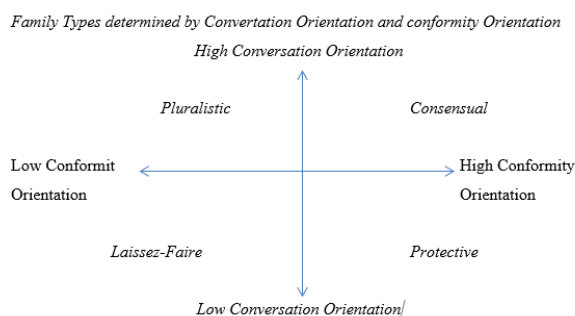 Family Types determined by Convertation Orientation and conformity Orientation
High Conversation Orientation
Pluralistic Consensual
Low Conformit High Conformity
Orientation Orientation
Laissez-Faire Protective
Low Conversation Orientation/